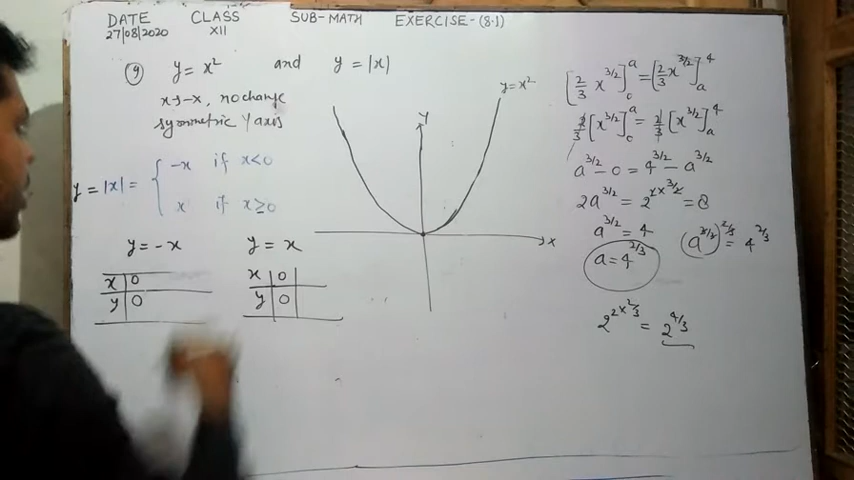 DATE CLASS SUB-MATH EXERCISE-(8.1)
27/08/2020 XII
9 y = x² and y = |x|
x→-x, no change
symmetric Y axis
y = |x| = { -x if x<0
x if x≥0
y = -x y = x
x | 0 x | 0
y | 0 y | 0
Y
y = x²
x
[2/3 x^3/2]_0^a = [2/3 x^3/2]_a^4
2/3 [x^3/2]_0^a = 2/3 [x^3/2]_a^4
a^3/2 - 0 = 4^3/2 - a^3/2
2a^3/2 = 2^2×3/2 = 8
a^3/2 = 4 (a^3/2)^2/3 = 4^2/3
a = 4^2/3
2^2×2/3 = 2^4/3